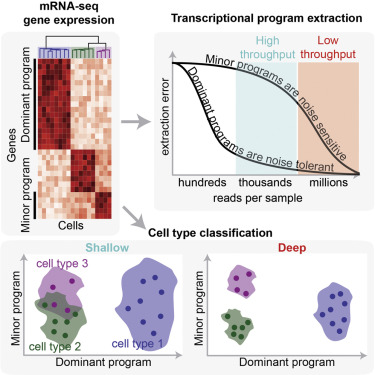 mRNA-seq
gene expression
Genes
Dominant program
Minor program
Cells
Transcriptional program extraction
High
throughput
Low
throughput
extraction error
Minor programs are noise sensitive
Dominant programs are noise tolerant
hundreds thousands millions
reads per sample
Cell type classification
Shallow
Minor program
cell type 3
cell type 2
cell type 1
Dominant program
Deep
Minor program
Dominant program